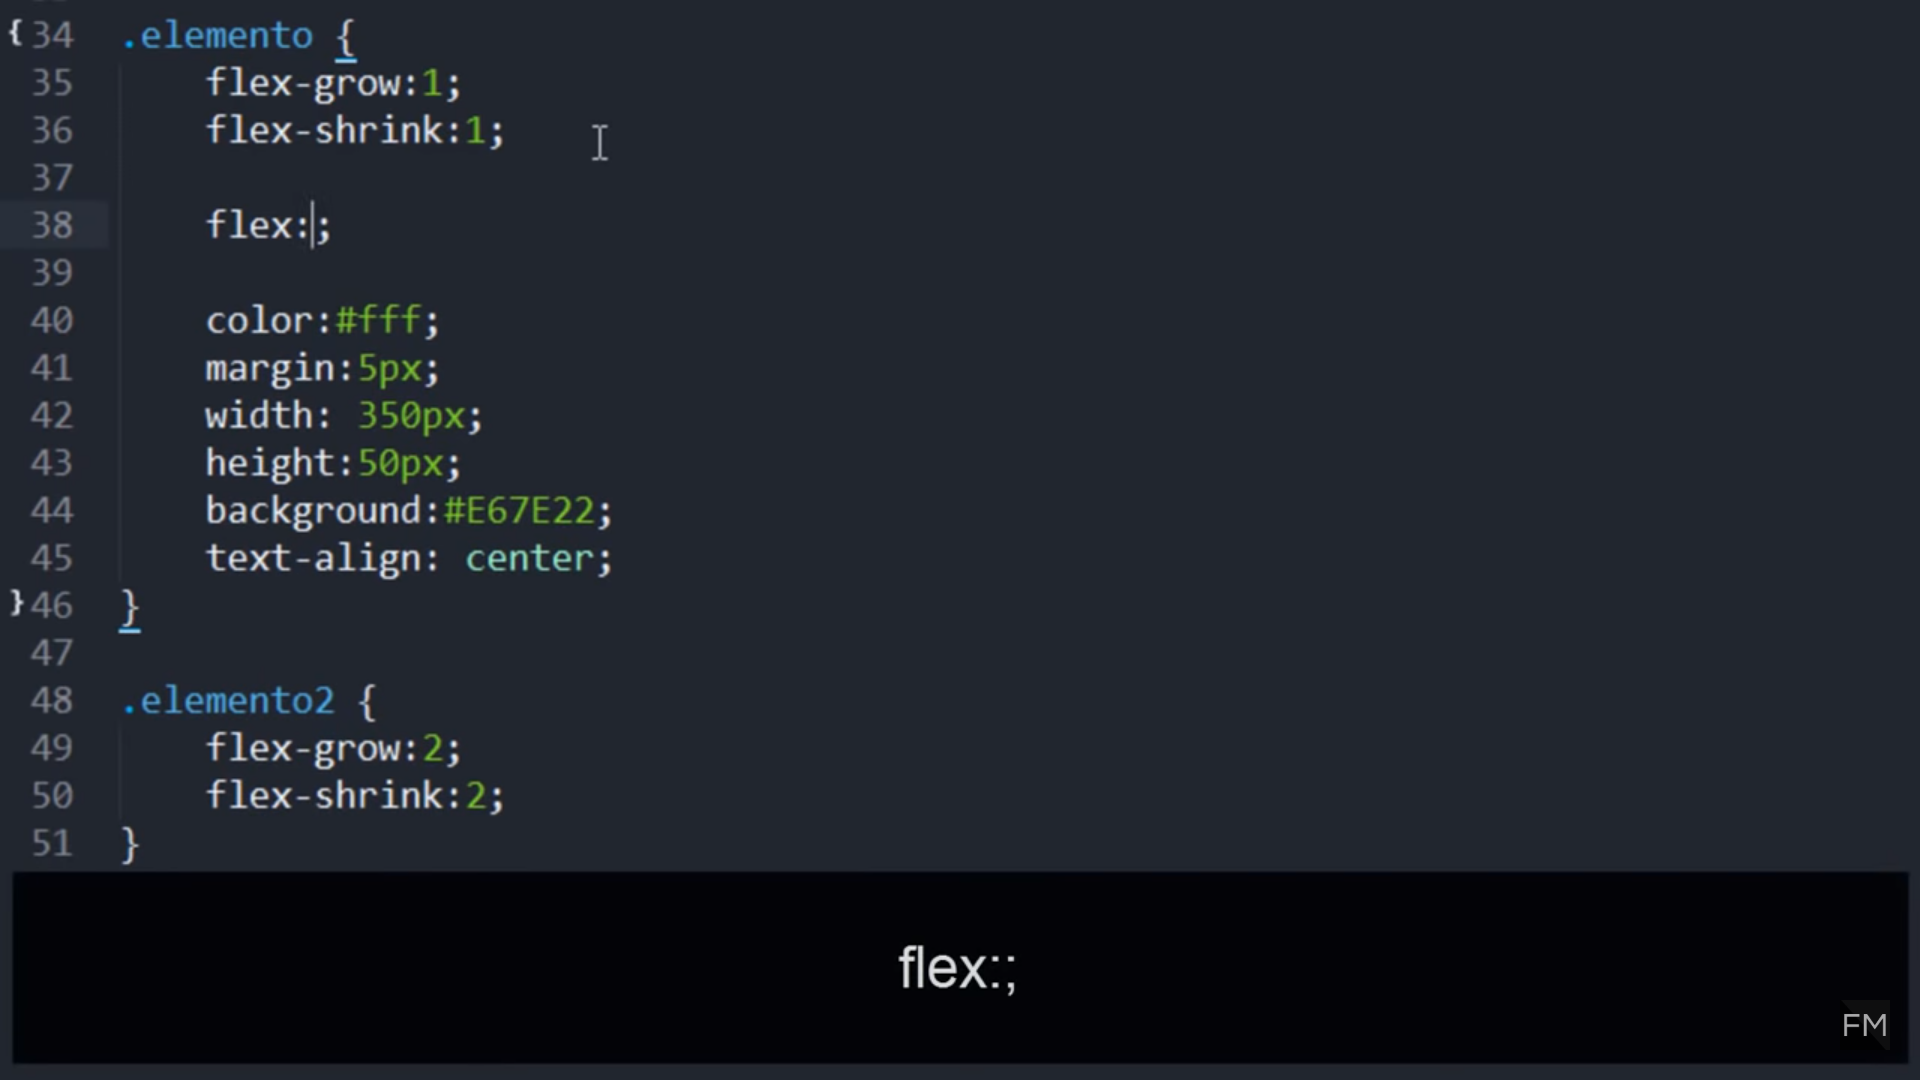 { 34 .elemento {
35 flex-grow:1;
36 flex-shrink:1;
37
38 flex:;
39
40 color:#fff;
41 margin:5px;
42 width: 350px;
43 height:50px;
44 background:#E67E22;
45 text-align: center;
} 46 }
47
48 .elemento2 {
49 flex-grow:2;
50 flex-shrink:2;
51 }
flex:;
FM